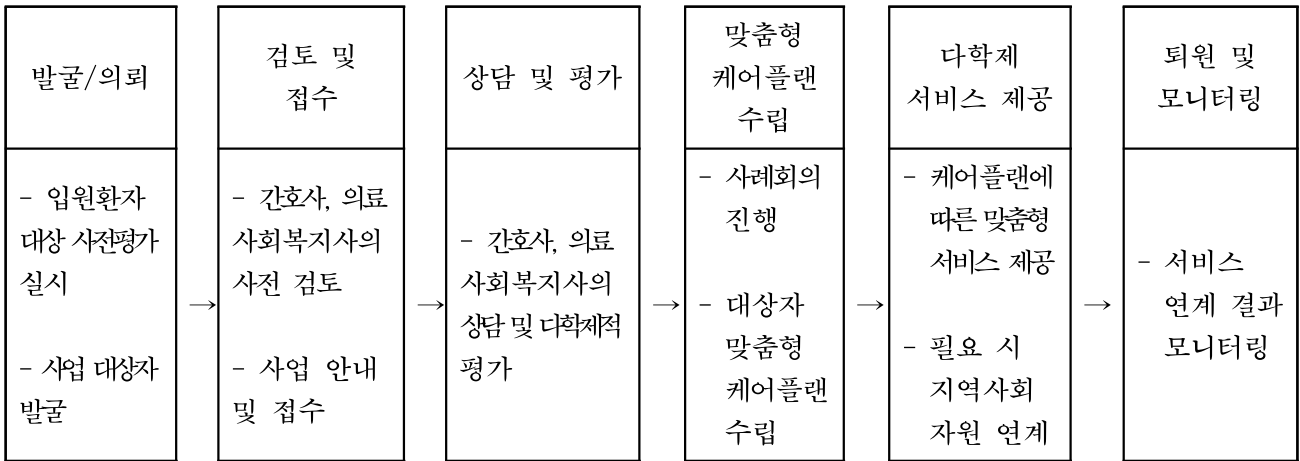 발굴/의뢰
검토 및
접수
상담 및 평가
맞춤형
케어플랜
수립
다학제
서비스 제공
퇴원 및
모니터링
- 입원환자
대상 사전평가
실시
- 사업 대상자
발굴
→
- 간호사, 의료
사회복지사의
사전 검토
- 사업 안내
및 접수
→
- 간호사, 의료
사회복지사의
상담 및 다학제적
평가
→
- 사례회의
진행
- 대상자
맞춤형
케어플랜
수립
→
- 케어플랜에
따른 맞춤형
서비스 제공
- 필요 시
지역사회
자원 연계
→
- 서비스
연계 결과
모니터링